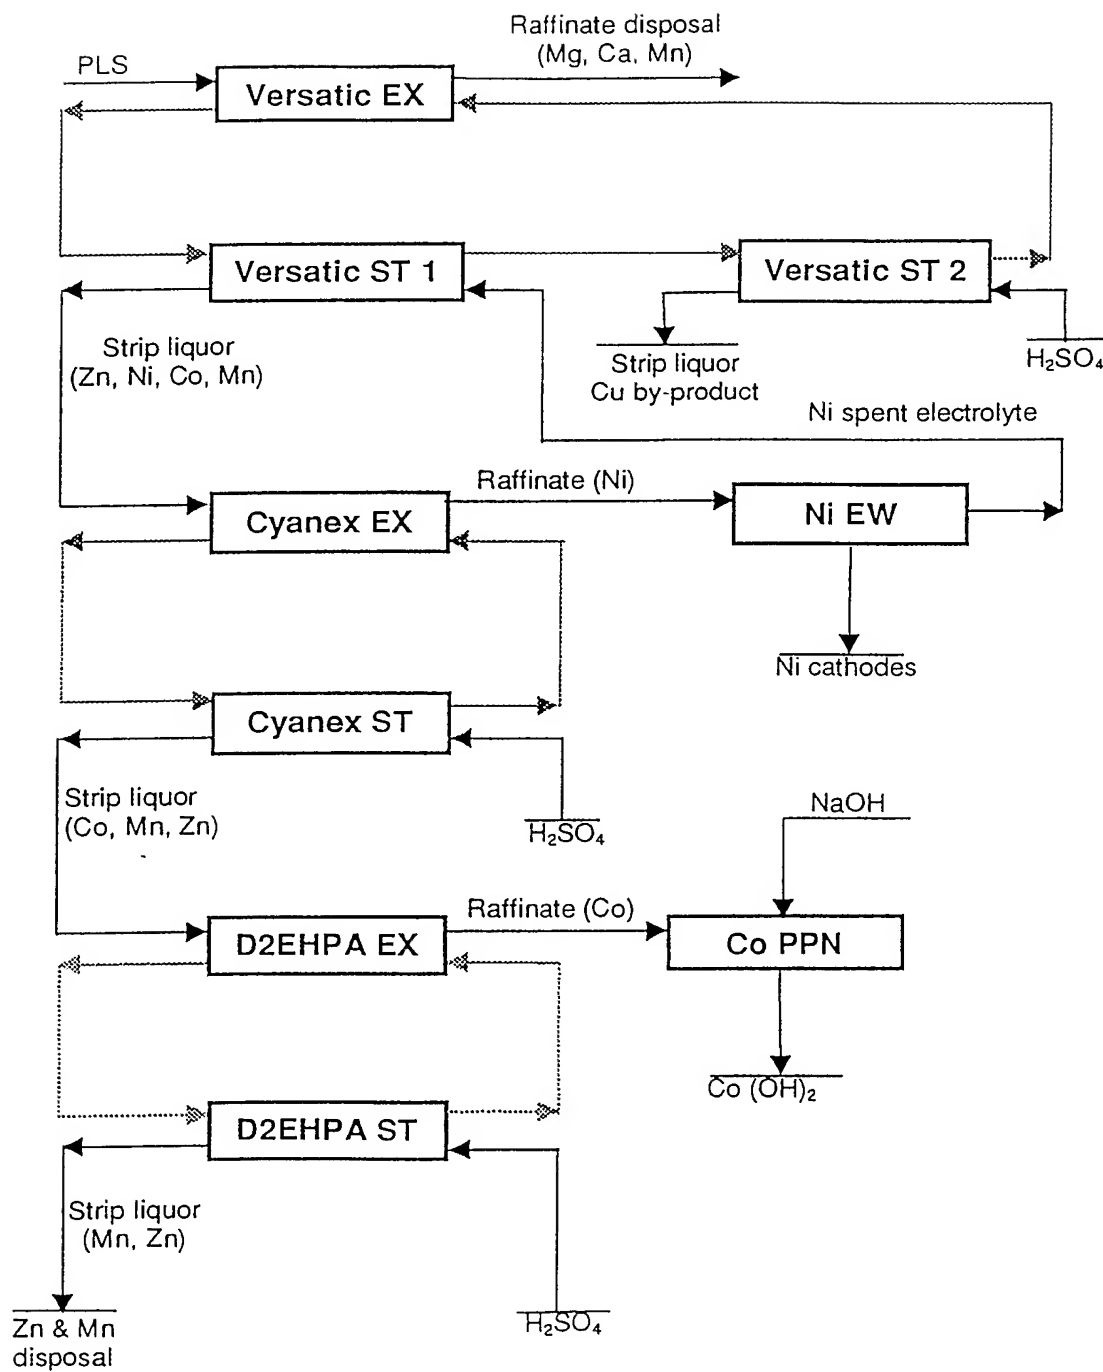 Raffinate disposal
(Mg, Ca, Mn)
PLS
Versatic EX
Versatic ST 1
Versatic ST 2
Strip liquor
(Zn, Ni, Co, Mn)
Strip liquor
Cu by-product
H₂SO₄
Ni spent electrolyte
Raffinate (Ni)
Cyanex EX
Ni EW
Ni cathodes
Cyanex ST
Strip liquor
(Co, Mn, Zn)
H₂SO₄
NaOH
Raffinate (Co)
D2EHPA EX
Co PPN
Co (OH)₂
D2EHPA ST
Strip liquor
(Mn, Zn)
H₂SO₄
Zn & Mn
disposal